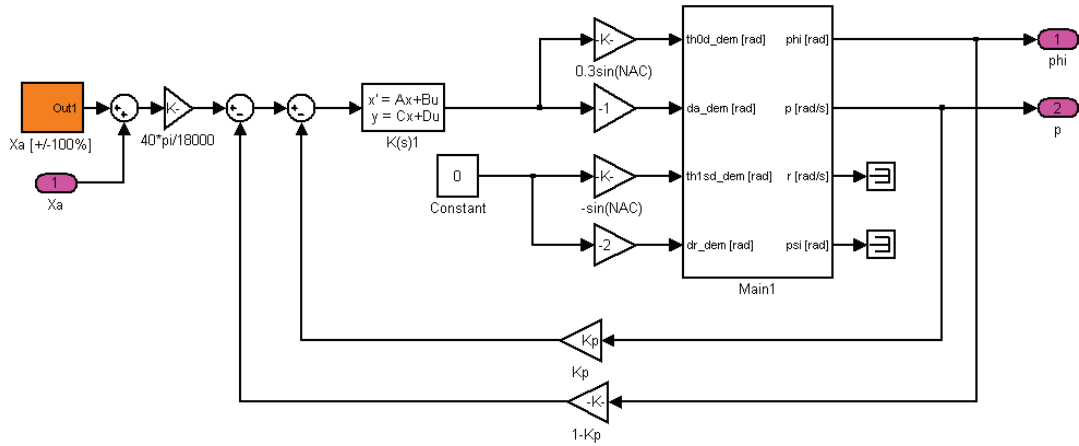 Out1
Xa [+/-100%]
1
Xa
+
+
K-
40*pi/18000
+
-
+
-
x' = Ax+Bu
y = Cx+Du
K(s)1
0
Constant
-K-
0.3sin(NAC)
-1
-K-
-sin(NAC)
-2
th0d_dem [rad]
da_dem [rad]
th1sd_dem [rad]
dr_dem [rad]
phi [rad]
p [rad/s]
r [rad/s]
psi [rad]
Main1
1
phi
2
p
Kp
Kp
-K-
1-Kp